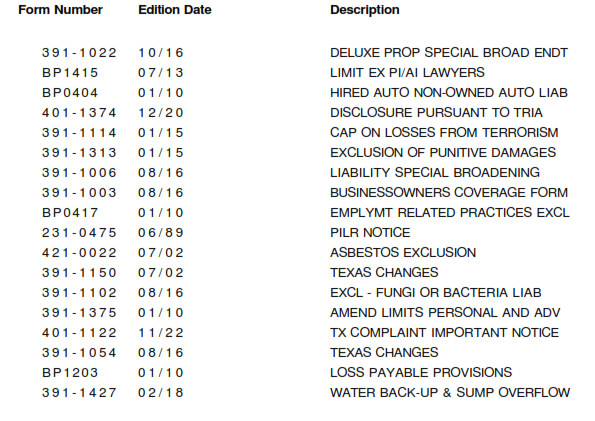 Form Number Edition Date Description
391-1022 10/16 DELUXE PROP SPECIAL BROAD ENDT
BP1415 07/13 LIMIT EX PI/AI LAWYERS
BP0404 01/10 HIRED AUTO NON-OWNED AUTO LIAB
401-1374 12/20 DISCLOSURE PURSUANT TO TRIA
391-1114 01/15 CAP ON LOSSES FROM TERRORISM
391-1313 01/15 EXCLUSION OF PUNITIVE DAMAGES
391-1006 08/16 LIABILITY SPECIAL BROADENING
391-1003 08/16 BUSINESSOWNERS COVERAGE FORM
BP0417 01/10 EMPLYMT RELATED PRACTICES EXCL
231-0475 06/89 PILR NOTICE
421-0022 07/02 ASBESTOS EXCLUSION
391-1150 07/02 TEXAS CHANGES
391-1102 08/16 EXCL - FUNGI OR BACTERIA LIAB
391-1375 01/10 AMEND LIMITS PERSONAL AND ADV
401-1122 11/22 TX COMPLAINT IMPORTANT NOTICE
391-1054 08/16 TEXAS CHANGES
BP1203 01/10 LOSS PAYABLE PROVISIONS
391-1427 02/18 WATER BACK-UP & SUMP OVERFLOW